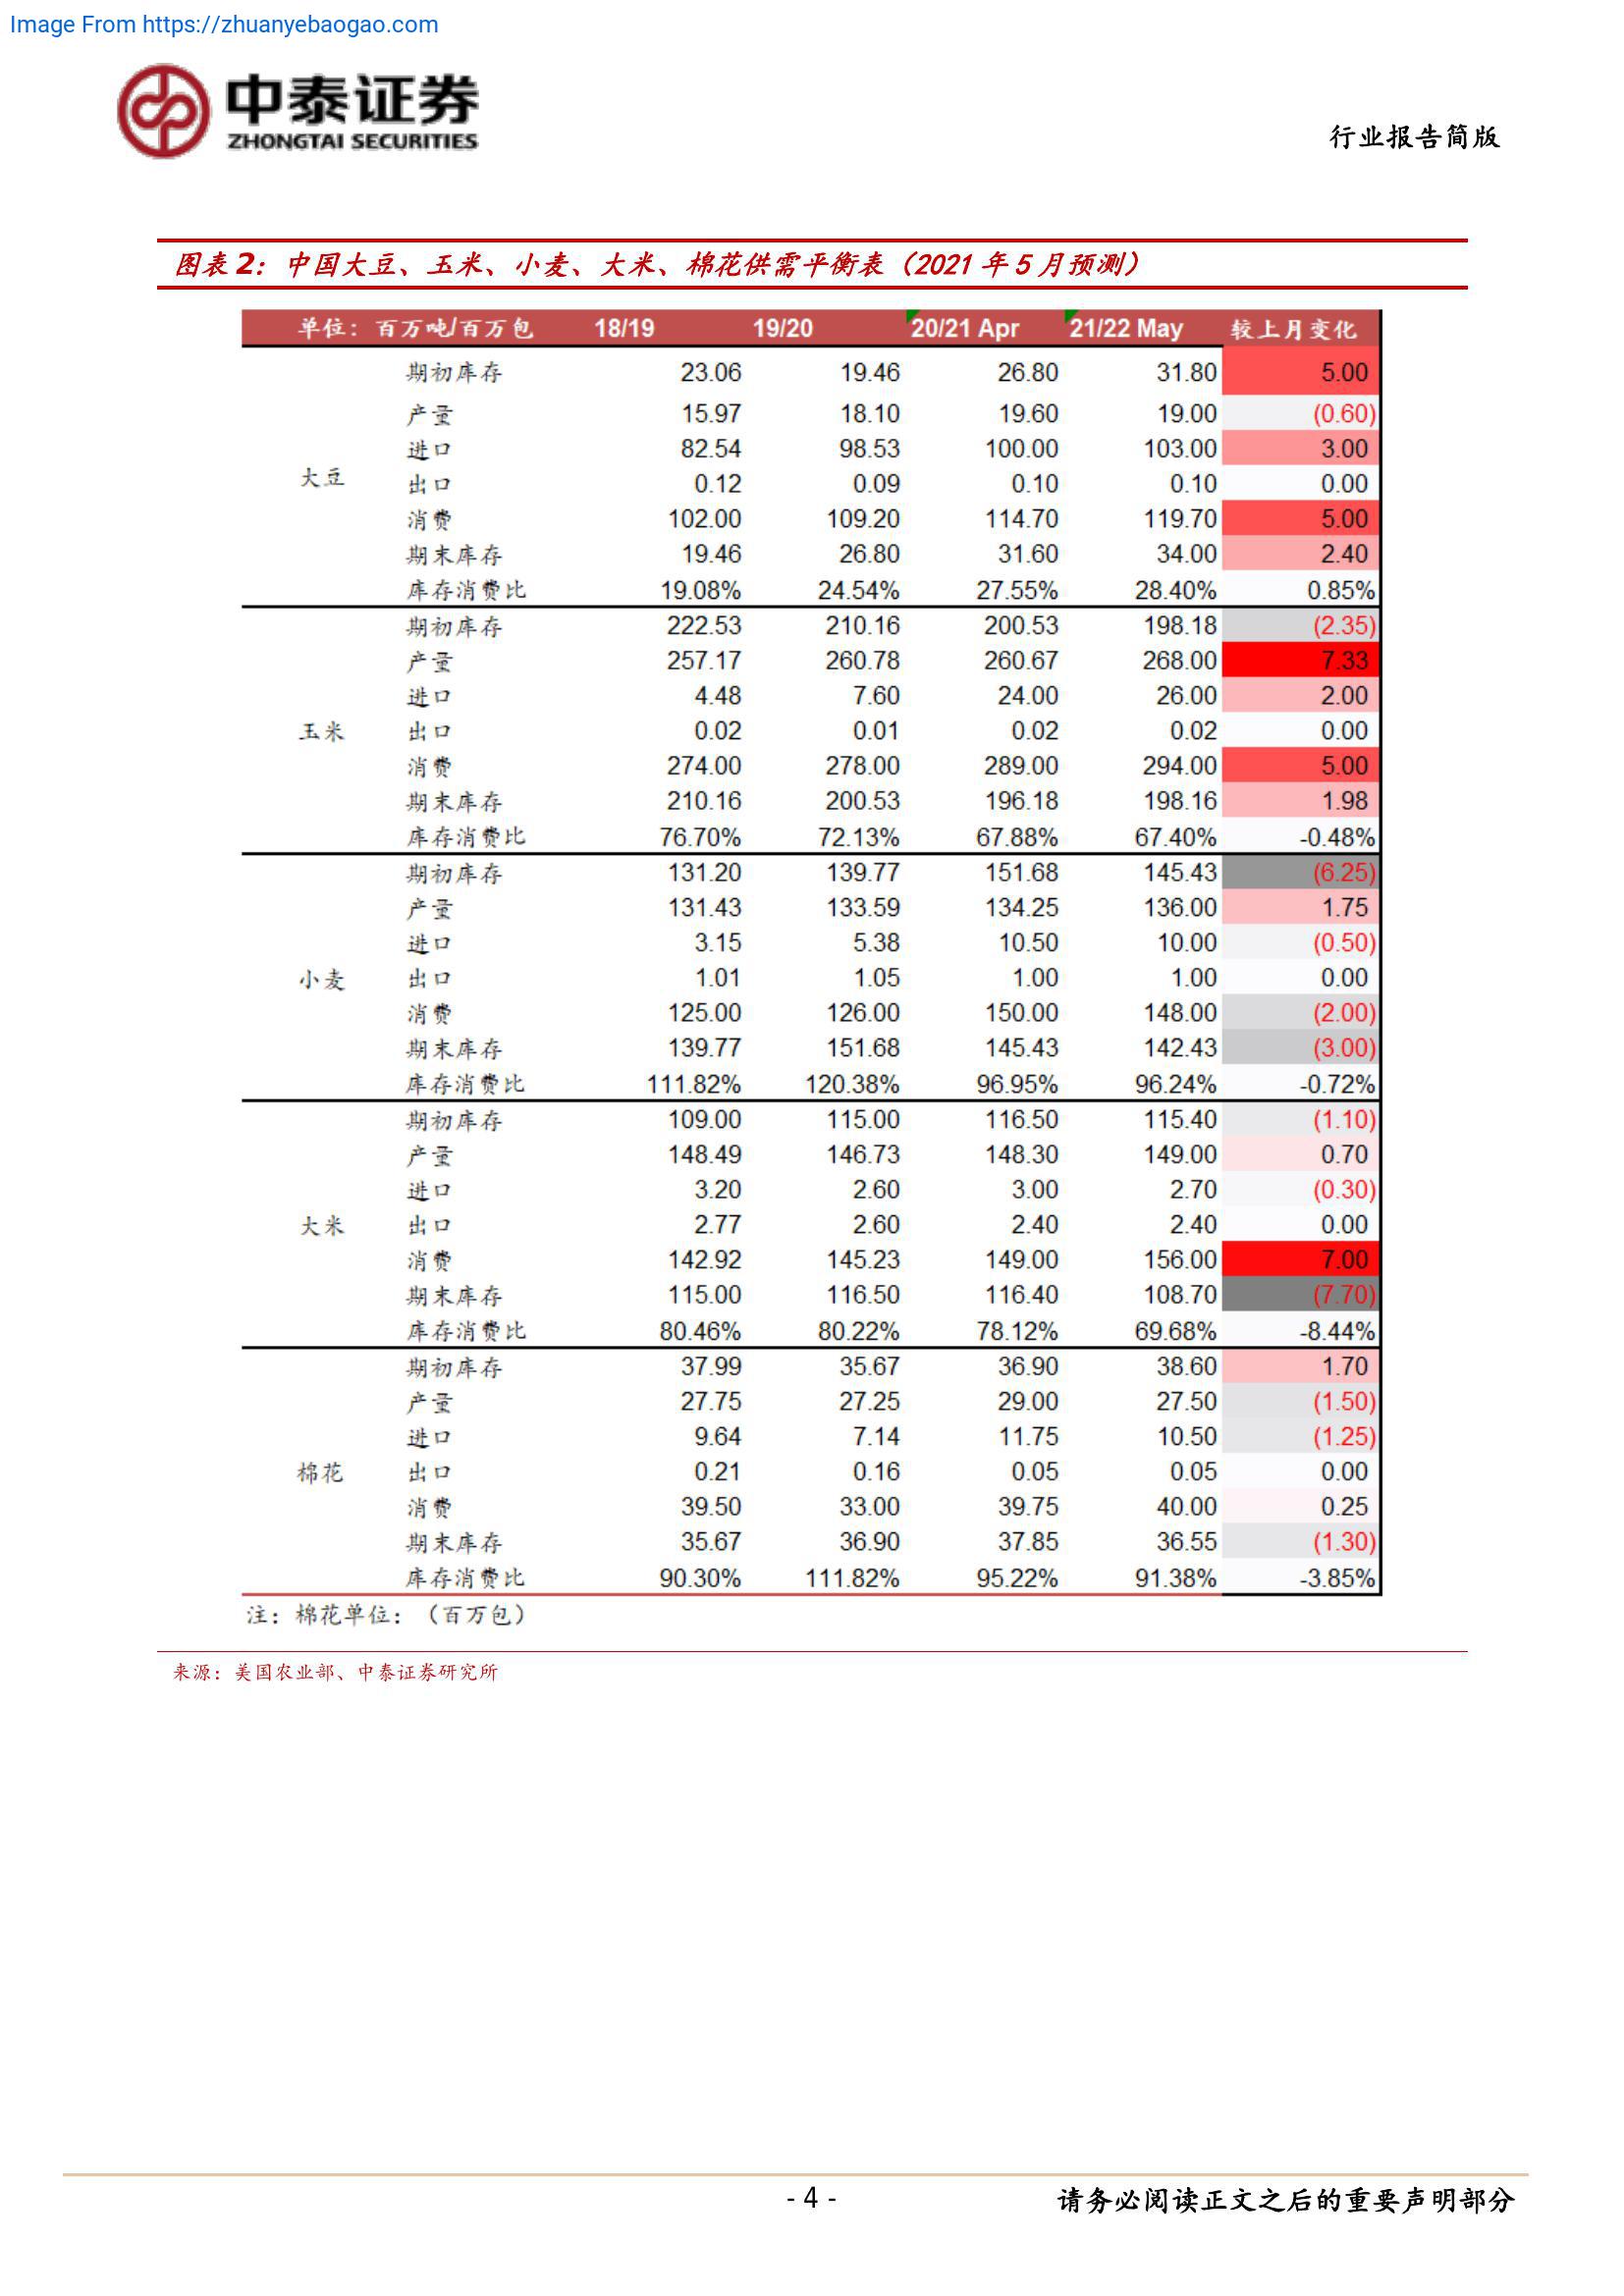 Image From https://zhuanyebaogao.com
中泰证券
ZHONGTAI SECURITIES
行业报告简版
图表 2：中国大豆、玉米、小麦、大米、棉花供需平衡表（2021 年 5 月预测）
单位：百万吨/百万包 18/19 19/20 20/21 Apr 21/22 May 较上月变化
期初库存 23.06 19.46 26.80 31.80 5.00
产量 15.97 18.10 19.60 19.00 (0.60)
进口 82.54 98.53 100.00 103.00 3.00
大豆 出口 0.12 0.09 0.10 0.10 0.00
消费 102.00 109.20 114.70 119.70 5.00
期末库存 19.46 26.80 31.60 34.00 2.40
库存消费比 19.08% 24.54% 27.55% 28.40% 0.85%
期初库存 222.53 210.16 200.53 198.18 (2.35)
产量 257.17 260.78 260.67 268.00 7.33
进口 4.48 7.60 24.00 26.00 2.00
玉米 出口 0.02 0.01 0.02 0.02 0.00
消费 274.00 278.00 289.00 294.00 5.00
期末库存 210.16 200.53 196.18 198.16 1.98
库存消费比 76.70% 72.13% 67.88% 67.40% -0.48%
期初库存 131.20 139.77 151.68 145.43 (6.25)
产量 131.43 133.59 134.25 136.00 1.75
进口 3.15 5.38 10.50 10.00 (0.50)
小麦 出口 1.01 1.05 1.00 1.00 0.00
消费 125.00 126.00 150.00 148.00 (2.00)
期末库存 139.77 151.68 145.43 142.43 (3.00)
库存消费比 111.82% 120.38% 96.95% 96.24% -0.72%
期初库存 109.00 115.00 116.50 115.40 (1.10)
产量 148.49 146.73 148.30 149.00 0.70
进口 3.20 2.60 3.00 2.70 (0.30)
大米 出口 2.77 2.60 2.40 2.40 0.00
消费 142.92 145.23 149.00 156.00 7.00
期末库存 115.00 116.50 116.40 108.70 (7.70)
库存消费比 80.46% 80.22% 78.12% 69.68% -8.44%
期初库存 37.99 35.67 36.90 38.60 1.70
产量 27.75 27.25 29.00 27.50 (1.50)
进口 9.64 7.14 11.75 10.50 (1.25)
棉花 出口 0.21 0.16 0.05 0.05 0.00
消费 39.50 33.00 39.75 40.00 0.25
期末库存 35.67 36.90 37.85 36.55 (1.30)
库存消费比 90.30% 111.82% 95.22% 91.38% -3.85%
注：棉花单位：（百万包）
来源：美国农业部、中泰证券研究所
- 4 -
请务必阅读正文之后的重要声明部分